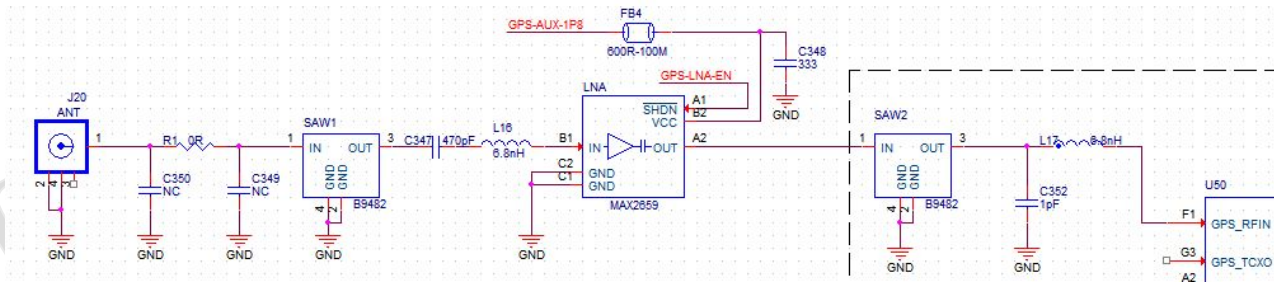 GPS-AUX-1P8
FB4
600R-100M
C348
333
GND
GPS-LNA-EN
J20
ANT
1
2
4
3
GND
R1 0R
C350
NC
GND
C349
NC
GND
SAW1
1
IN
OUT
3
GND
GND
4
2
B9482
GND
C347
470pF
L16
6.8nH
LNA
SHDN
A1
VCC
B2
B1
IN
OUT
A2
C2
GND
C1
GND
MAX2659
GND
SAW2
1
IN
OUT
3
GND
GND
4
2
B9482
GND
L17
6.8nH
C352
1pF
GND
U50
F1
GPS_RFIN
G3
GPS_TCXO
A2